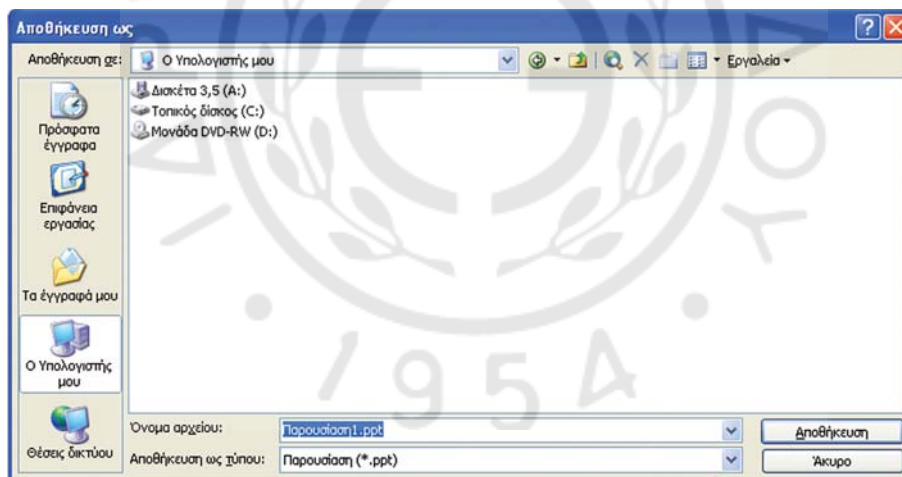 Αποθήκευση ως
Αποθήκευση σε: Ο Υπολογιστής μου Εργαλεία
Δισκέτα 3,5 (A:)
Τοπικός δίσκος (C:)
Μονάδα DVD-RW (D:)
Πρόσφατα
έγγραφα
Επιφάνεια
εργασίας
Τα έγγραφά μου
Ο Υπολογιστής
μου
Θέσεις δικτύου
Όνομα αρχείου: Παρουσίαση1.ppt Αποθήκευση
Αποθήκευση ως τύπου: Παρουσίαση (*.ppt) Άκυρο
1954